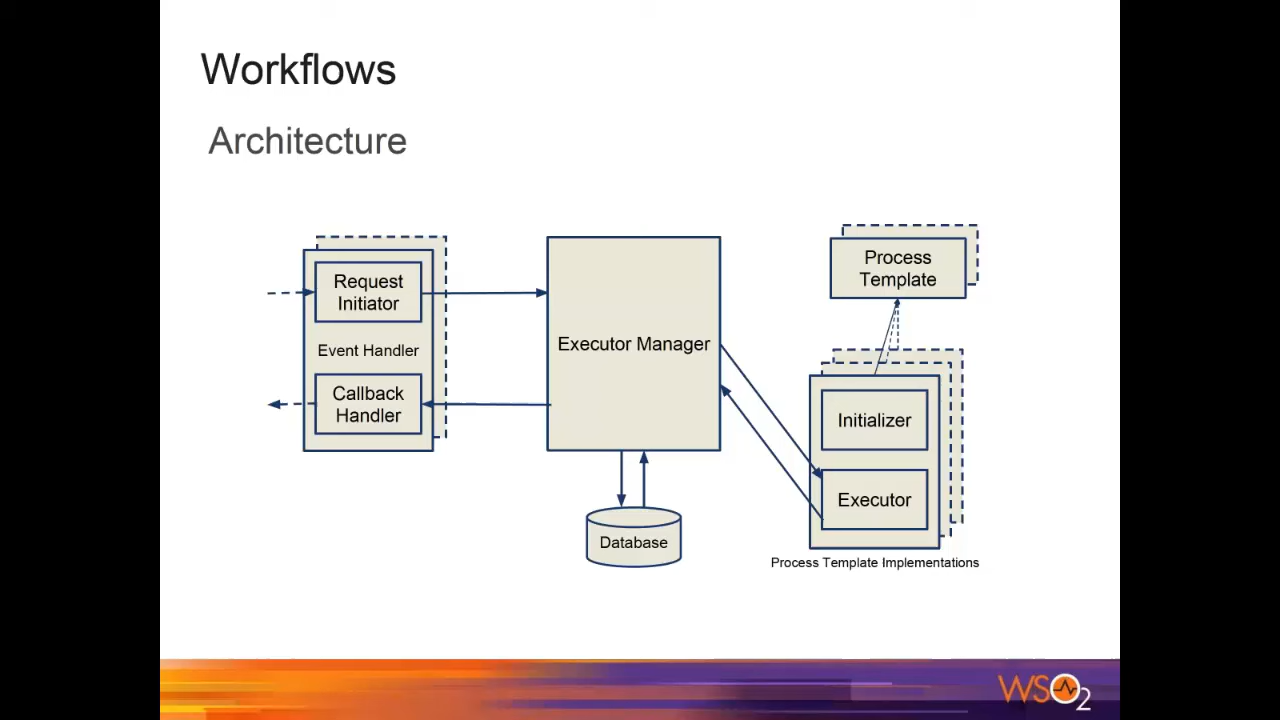 Workflows
Architecture
Request
Initiator
Event Handler
Callback
Handler
Executor Manager
Database
Process
Template
Initializer
Executor
Process Template Implementations
WSO2